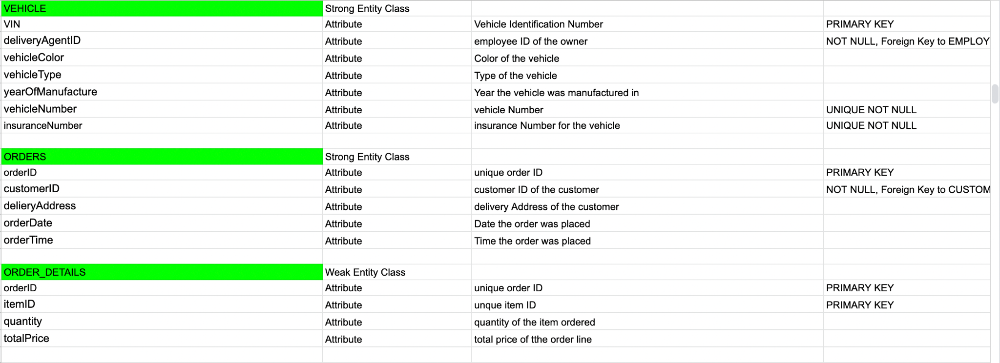 VEHICLE Strong Entity Class
VIN Attribute Vehicle Identification Number PRIMARY KEY
deliveryAgentID Attribute employee ID of the owner NOT NULL, Foreign Key to EMPLOY
vehicleColor Attribute Color of the vehicle
vehicleType Attribute Type of the vehicle
yearOfManufacture Attribute Year the vehicle was manufactured in
vehicleNumber Attribute vehicle Number UNIQUE NOT NULL
insuranceNumber Attribute insurance Number for the vehicle UNIQUE NOT NULL
ORDERS Strong Entity Class
orderID Attribute unique order ID PRIMARY KEY
customerID Attribute customer ID of the customer NOT NULL, Foreign Key to CUSTOM
delieryAddress Attribute delivery Address of the customer
orderDate Attribute Date the order was placed
orderTime Attribute Time the order was placed
ORDER_DETAILS Weak Entity Class
orderID Attribute unique order ID PRIMARY KEY
itemID Attribute unque item ID PRIMARY KEY
quantity Attribute quantity of the item ordered
totalPrice Attribute total price of tthe order line